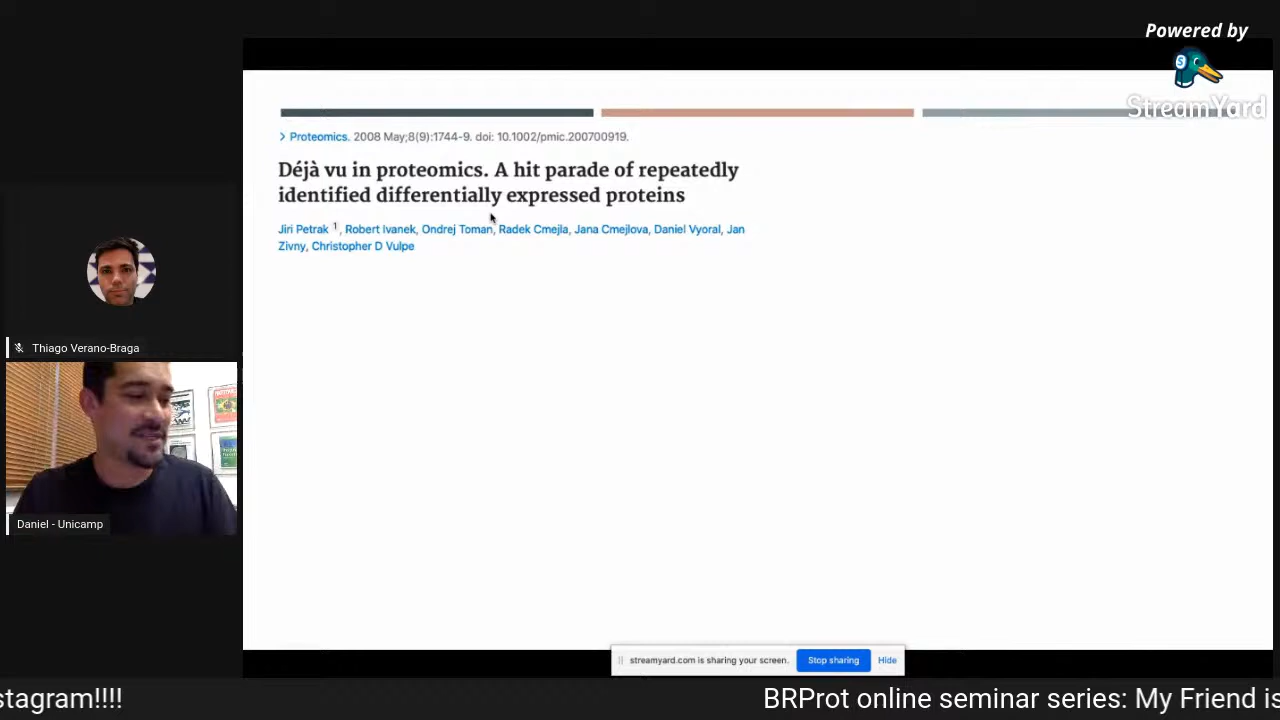 Powered by
StreamYard
Proteomics. 2008 May;8(9):1744-9. doi: 10.1002/pmic.200700919.
Déjà vu in proteomics. A hit parade of repeatedly
identified differentially expressed proteins
Jiri Petrak 1, Robert Ivanek, Ondrej Toman, Radek Cmejla, Jana Cmejlova, Daniel Vyoral, Jan
Zivny, Christopher D Vulpe
Thiago Verano-Braga
Daniel - Unicamp
streamyard.com is sharing your screen. Stop sharing Hide
stagram!!!! BRProt online seminar series: My Friend is